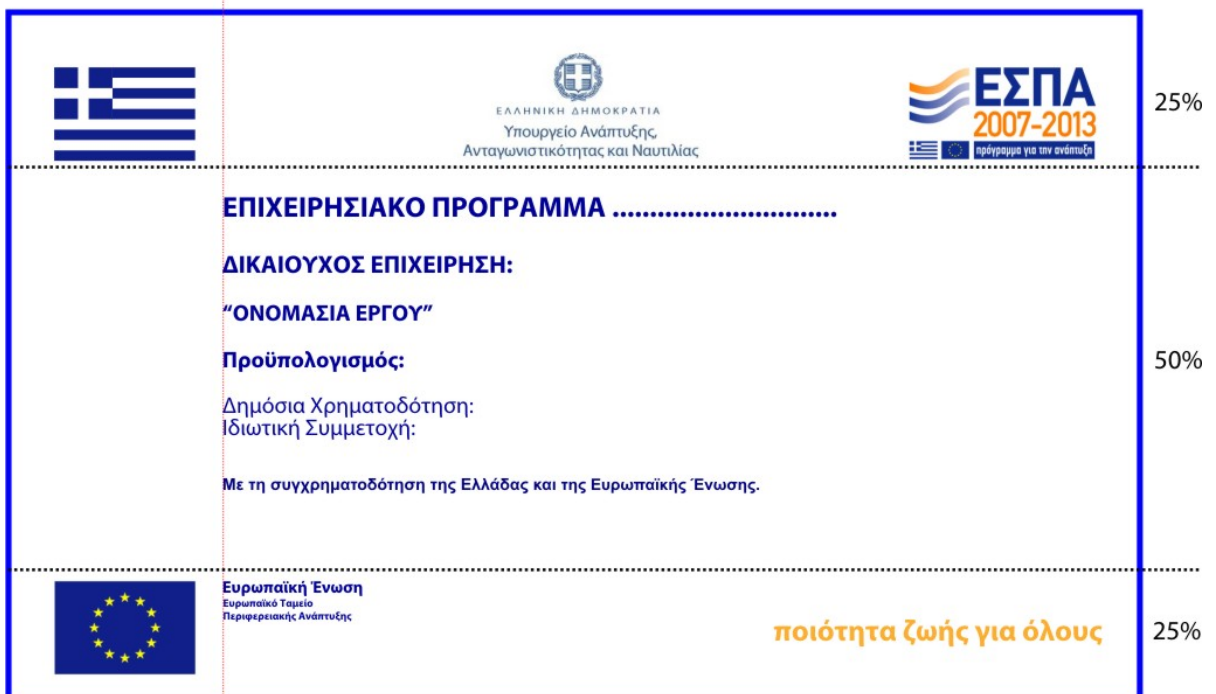 ΕΛΛΗΝΙΚΗ ΔΗΜΟΚΡΑΤΙΑ
Υπουργείο Ανάπτυξης,
Ανταγωνιστικότητας και Ναυτιλίας
ΕΣΠΑ
2007-2013
πρόγραμμα για την ανάπτυξη
25%
ΕΠΙΧΕΙΡΗΣΙΑΚΟ ΠΡΟΓΡΑΜΜΑ ..............................
ΔΙΚΑΙΟΥΧΟΣ ΕΠΙΧΕΙΡΗΣΗ:
“ΟΝΟΜΑΣΙΑ ΕΡΓΟΥ”
Προϋπολογισμός:
50%
Δημόσια Χρηματοδότηση:
Ιδιωτική Συμμετοχή:
Με τη συγχρηματοδότηση της Ελλάδας και της Ευρωπαϊκής Ένωσης.
Ευρωπαϊκή Ένωση
Ευρωπαϊκό Ταμείο
Περιφερειακής Ανάπτυξης
ποιότητα ζωής για όλους
25%